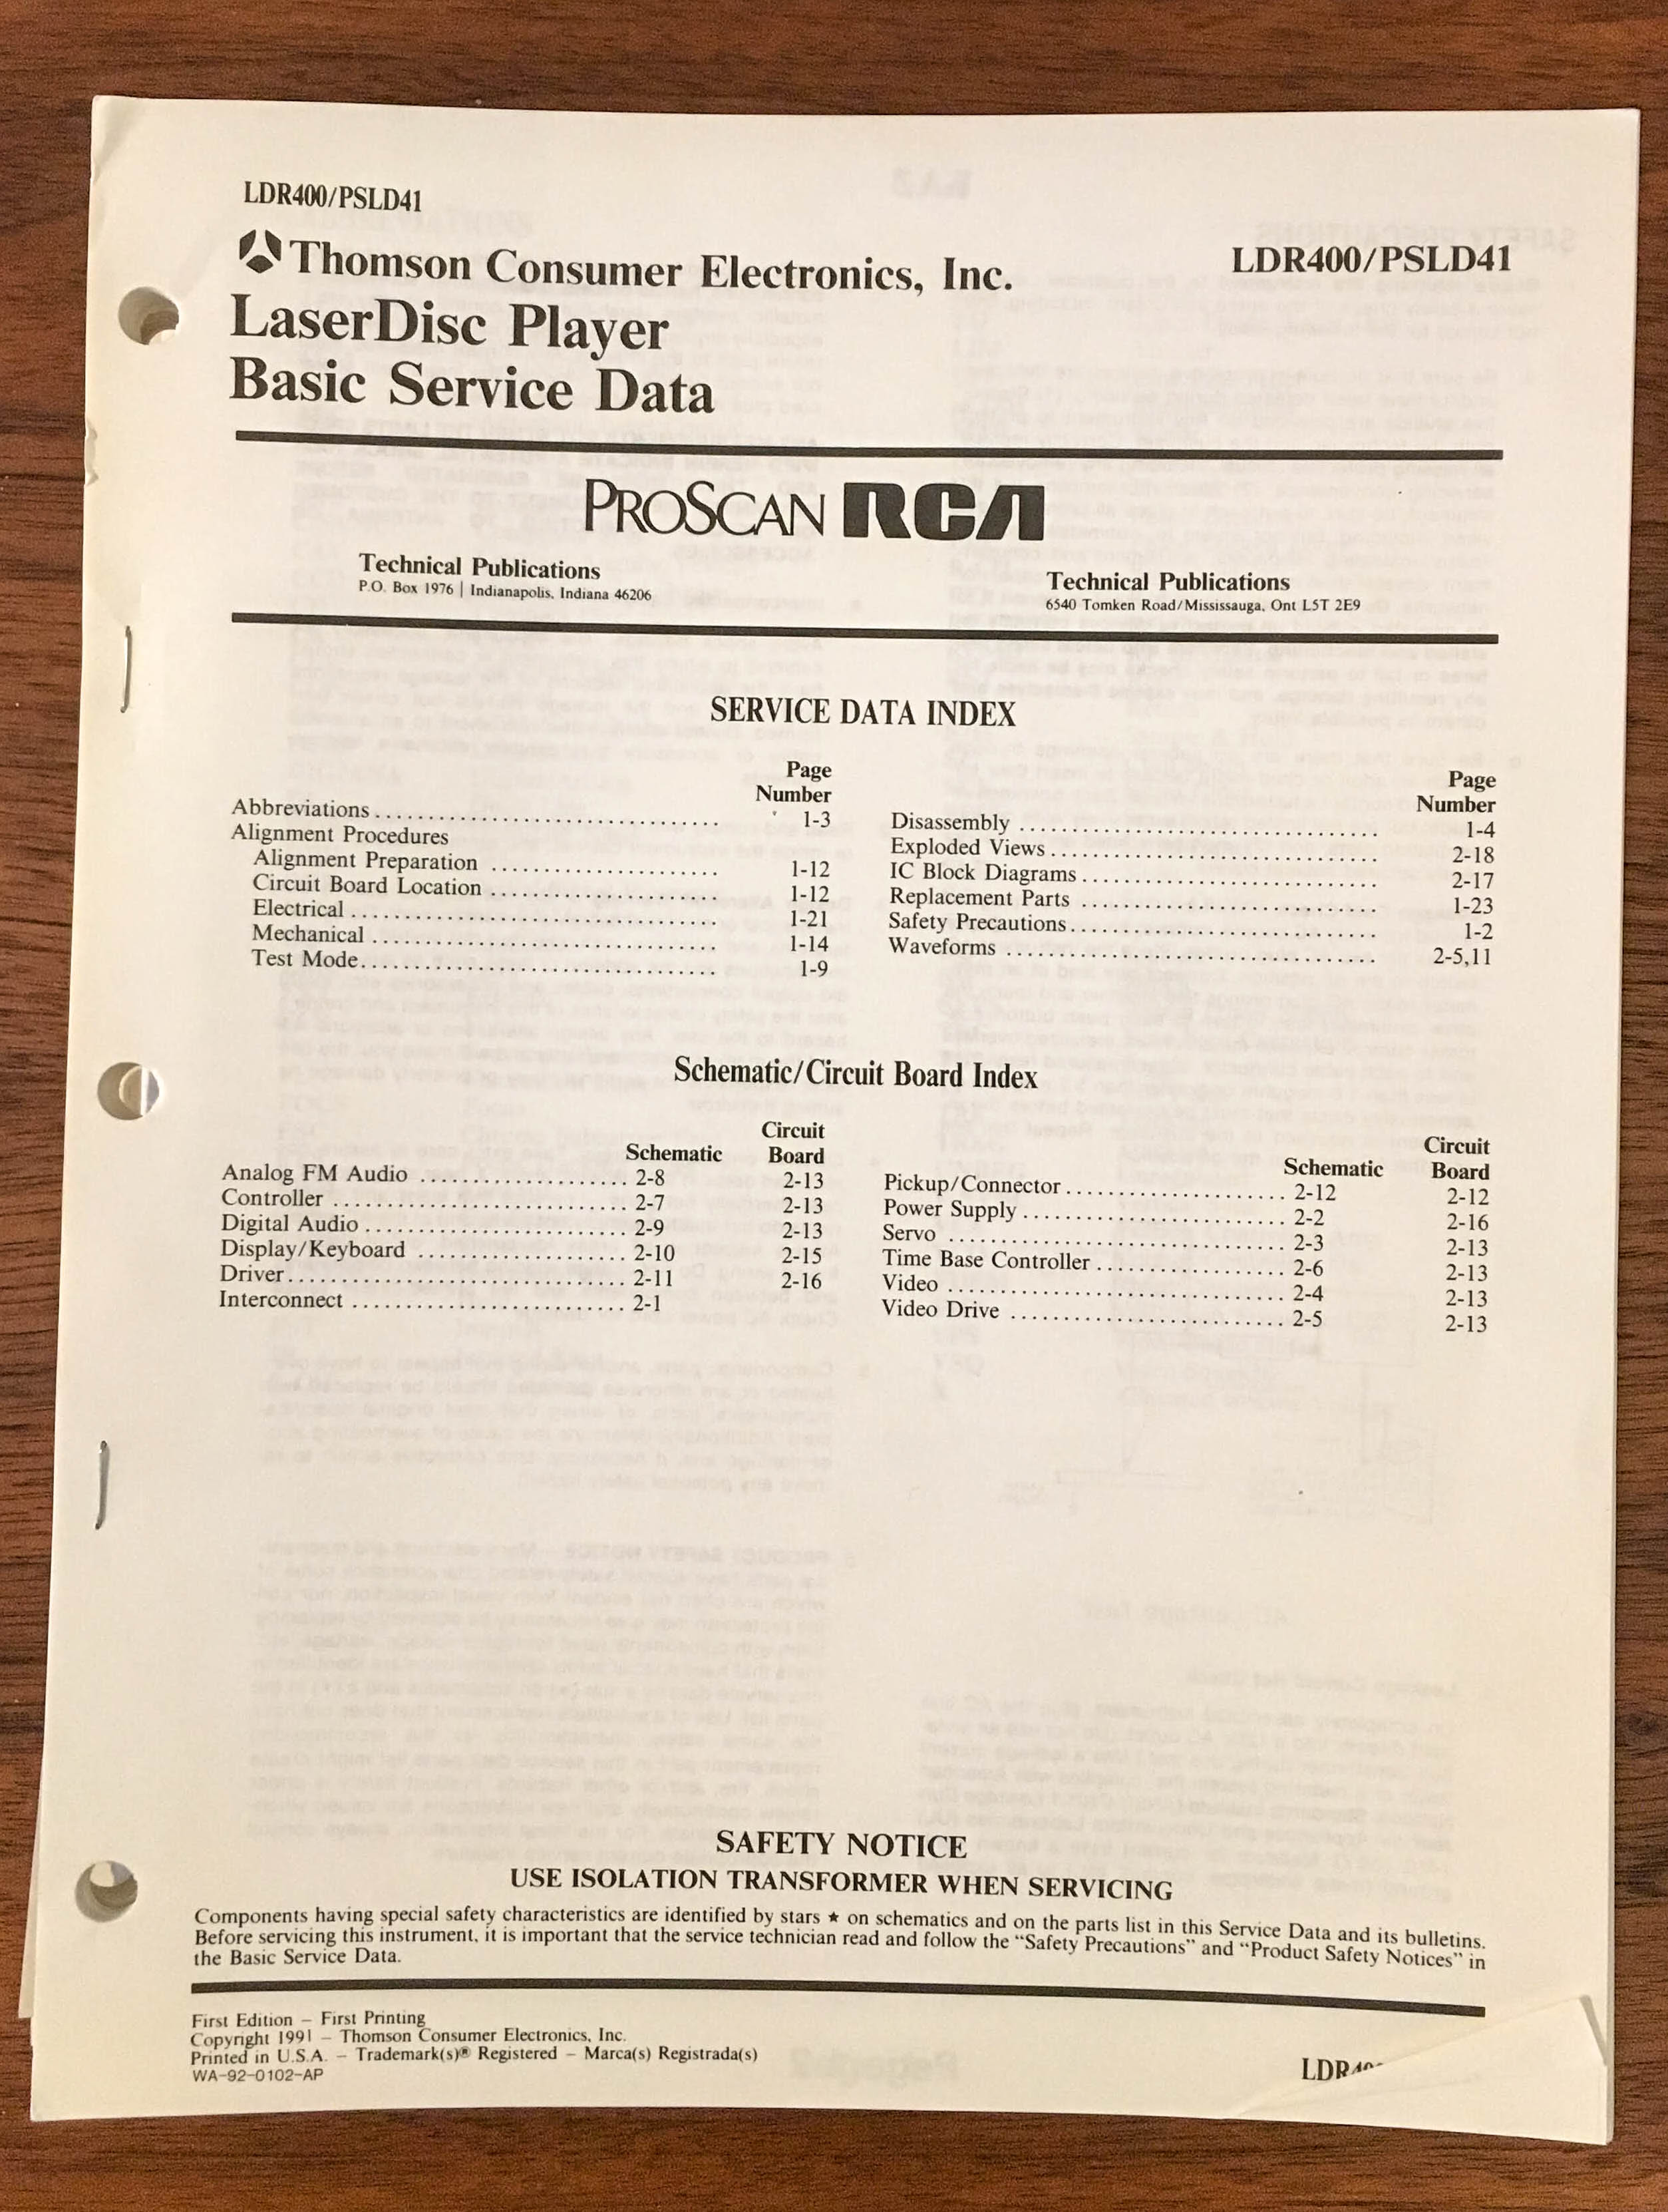 LDR400/PSLD41
Thomson Consumer Electronics, Inc.
LDR400/PSLD41
LaserDisc Player
Basic Service Data
PROSCAN RCA
Technical Publications
P.O. Box 1976 | Indianapolis, Indiana 46206
Technical Publications
6540 Tomken Road/Mississauga, Ont L5T 2E9
SERVICE DATA INDEX
Page
Number
Abbreviations ................................. 1-3
Alignment Procedures
Alignment Preparation ....................... 1-12
Circuit Board Location ....................... 1-12
Electrical ..................................... 1-21
Mechanical ................................... 1-14
Test Mode .................................... 1-9
Page
Number
Disassembly .................................... 1-4
Exploded Views ................................. 2-18
IC Block Diagrams .............................. 2-17
Replacement Parts .............................. 1-23
Safety Precautions ............................... 1-2
Waveforms ..................................... 2-5,11
Schematic/Circuit Board Index
Circuit
Schematic Board
Analog FM Audio .................... 2-8 2-13
Controller ............................. 2-7 2-13
Digital Audio .......................... 2-9 2-13
Display/Keyboard .................... 2-10 2-15
Driver .................................. 2-11 2-16
Interconnect .......................... 2-1
Circuit
Schematic Board
Pickup/Connector ...................... 2-12 2-12
Power Supply .......................... 2-2 2-16
Servo ................................... 2-3 2-13
Time Base Controller .................. 2-6 2-13
Video ................................... 2-4 2-13
Video Drive ............................ 2-5 2-13
SAFETY NOTICE
USE ISOLATION TRANSFORMER WHEN SERVICING
Components having special safety characteristics are identified by stars ★ on schematics and on the parts list in this Service Data and its bulletins.
Before servicing this instrument, it is important that the service technician read and follow the “Safety Precautions” and “Product Safety Notices” in
the Basic Service Data.
First Edition – First Printing
Copyright 1991 – Thomson Consumer Electronics, Inc.
Printed in U.S.A. – Trademark(s)® Registered – Marca(s) Registrada(s)
WA-92-0102-AP